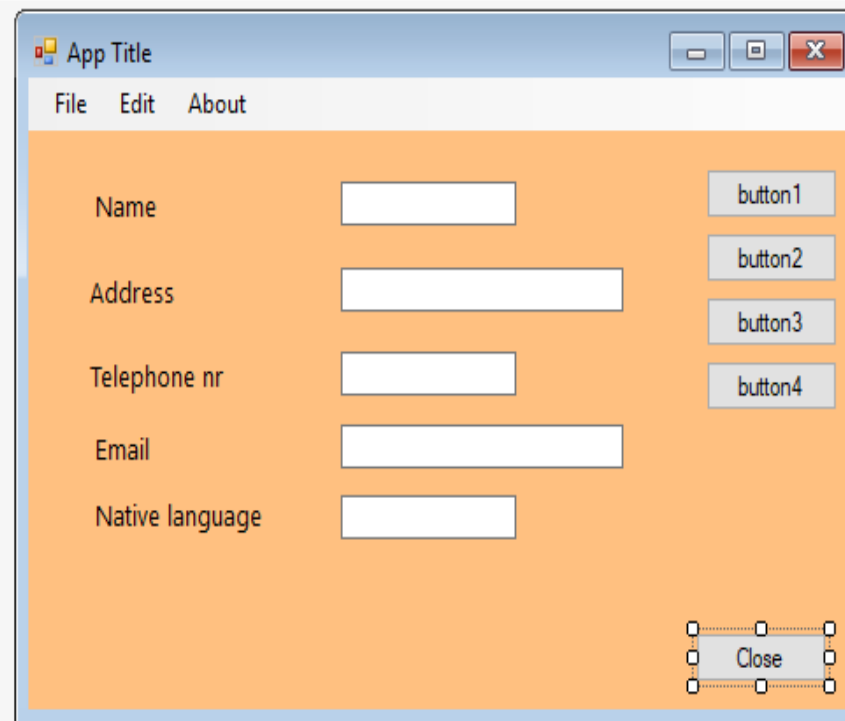 App Title
File Edit About
Name
button1
button2
Address
button3
Telephone nr
button4
Email
Native language
Close